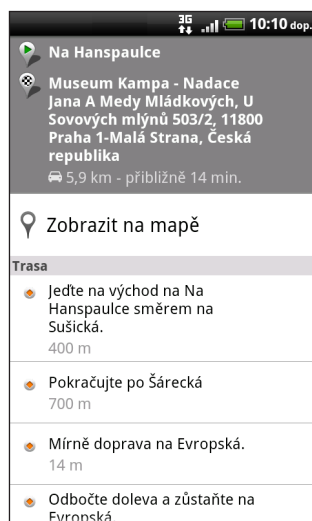 3G 10:10 dop.
Na Hanspaulce
Museum Kampa - Nadace
Jana A Medy Mládkových, U
Sovových mlýnů 503/2, 11800
Praha 1-Malá Strana, Česká
republika
5,9 km - přibližně 14 min.
Zobrazit na mapě
Trasa
Jeďte na východ na Na
Hanspaulce směrem na
Sušická.
400 m
Pokračujte po Šárecká
700 m
Mírně doprava na Evropská.
14 m
Odbočte doleva a zůstaňte na
Evropská.